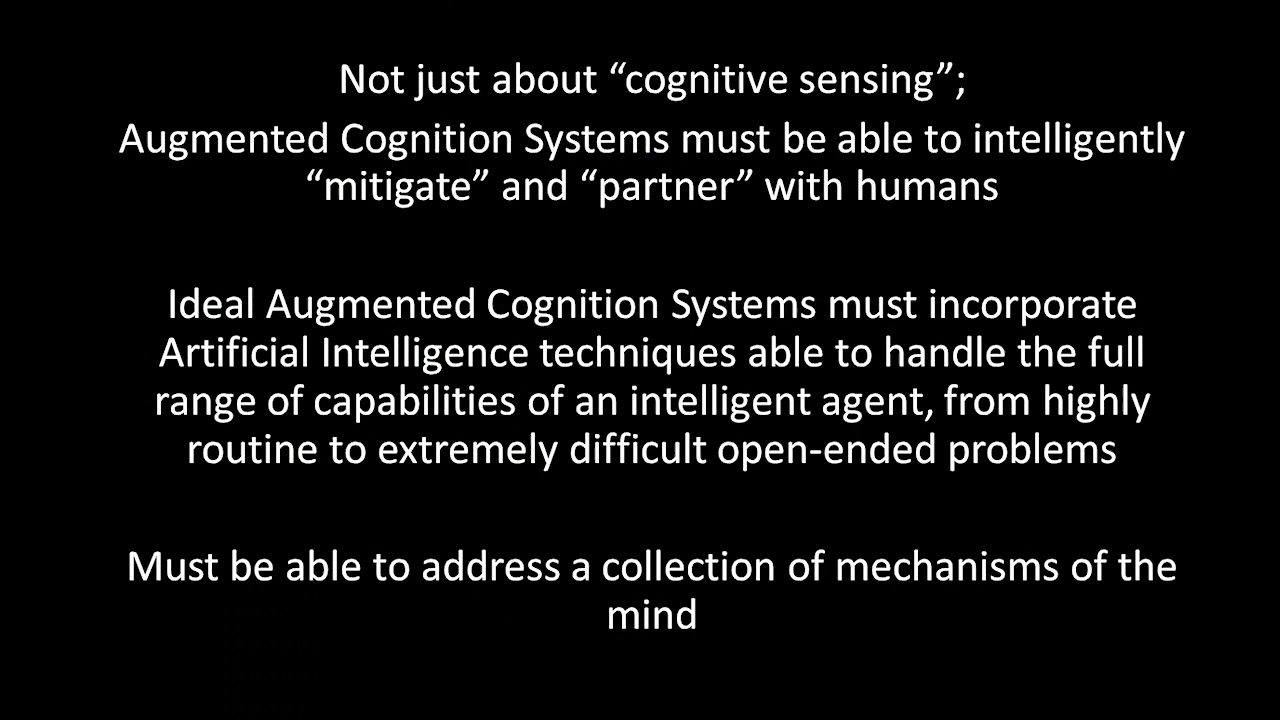 Not just about “cognitive sensing”;
Augmented Cognition Systems must be able to intelligently
“mitigate” and “partner” with humans
Ideal Augmented Cognition Systems must incorporate
Artificial Intelligence techniques able to handle the full
range of capabilities of an intelligent agent, from highly
routine to extremely difficult open-ended problems
Must be able to address a collection of mechanisms of the
mind